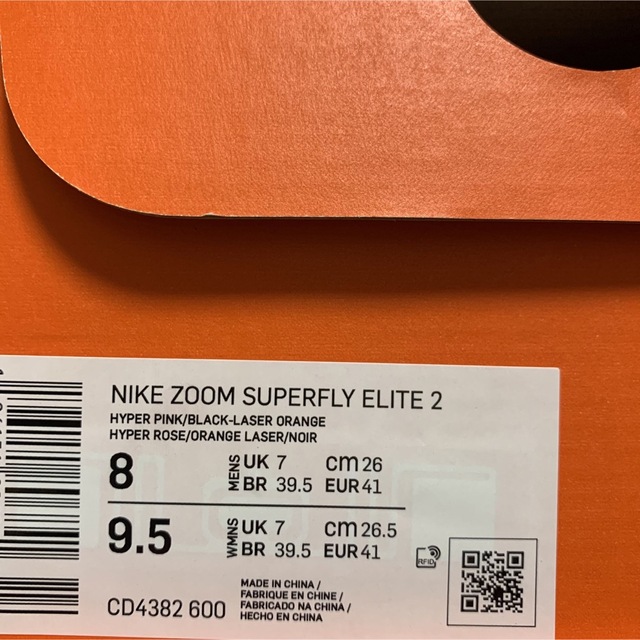 NIKE ZOOM SUPERFLY ELITE 2
HYPER PINK/BLACK-LASER ORANGE
HYPER ROSE/ORANGE LASER/NOIR
8 MENS UK 7 cm 26
BR 39.5 EUR 41
9.5 WMNS UK 7 cm 26.5
BR 39.5 EUR 41
RFID
MADE IN CHINA /
FABRIQUE EN CHINE /
FABRICADO NA CHINA /
HECHO EN CHINA
CD4382 600